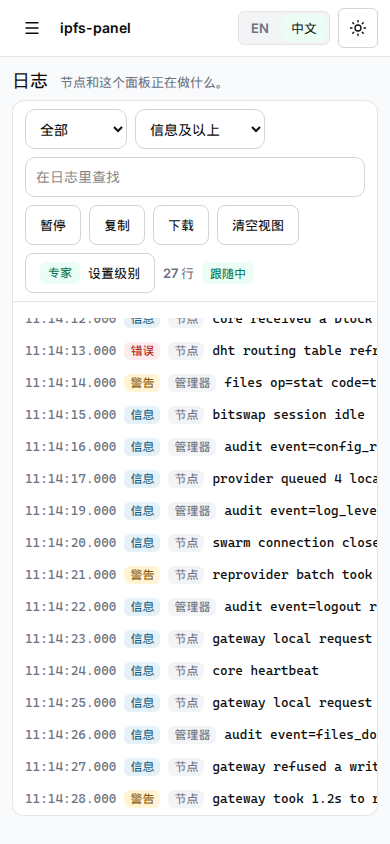 ipfs-panel EN 中文
日志 节点和这个面板正在做什么。
全部 信息及以上
在日志里查找
暂停 复制 下载 清空视图
专家 设置级别 27 行 跟随中
11:14:12.000 信息 节点 core received a block
11:14:13.000 错误 节点 dht routing table refr
11:14:14.000 警告 管理器 files op=stat code=t
11:14:15.000 信息 节点 bitswap session idle
11:14:16.000 信息 管理器 audit event=config_r
11:14:17.000 信息 节点 provider queued 4 loca
11:14:19.000 信息 管理器 audit event=log_leve
11:14:20.000 信息 节点 swarm connection close
11:14:21.000 警告 节点 reprovider batch took
11:14:22.000 信息 管理器 audit event=logout r
11:14:23.000 信息 节点 gateway local request
11:14:24.000 信息 节点 core heartbeat
11:14:25.000 信息 节点 gateway local request
11:14:26.000 信息 管理器 audit event=files_do
11:14:27.000 信息 节点 gateway refused a writ
11:14:28.000 警告 节点 gateway took 1.2s to r